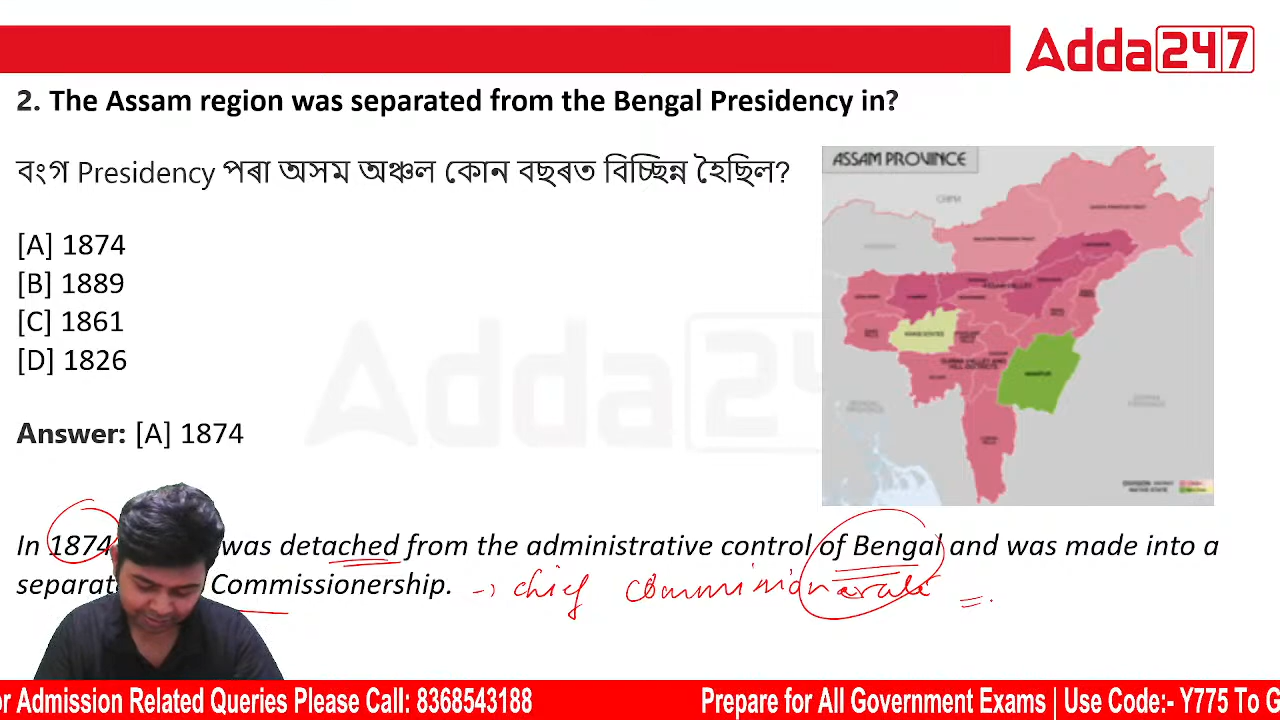 Adda247
2. The Assam region was separated from the Bengal Presidency in?
বংগ Presidency পৰা অসম অঞ্চল কোন বছৰত বিচ্ছিন্ন হৈছিল?
ASSAM PROVINCE
[A] 1874
[B] 1889
[C] 1861
[D] 1826
Answer: [A] 1874
In 1874 was detached from the administrative control of Bengal and was made into a
separat Commissionership. -> chief
or Admission Related Queries Please Call: 8368543188
Prepare for All Government Exams | Use Code:- Y775 To G